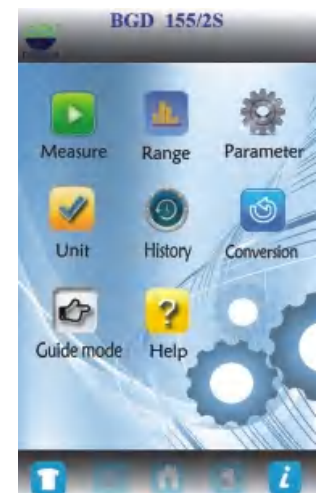 BGD 155/2S
Measure Range Parameter
Unit History Conversion
Guide mode Help